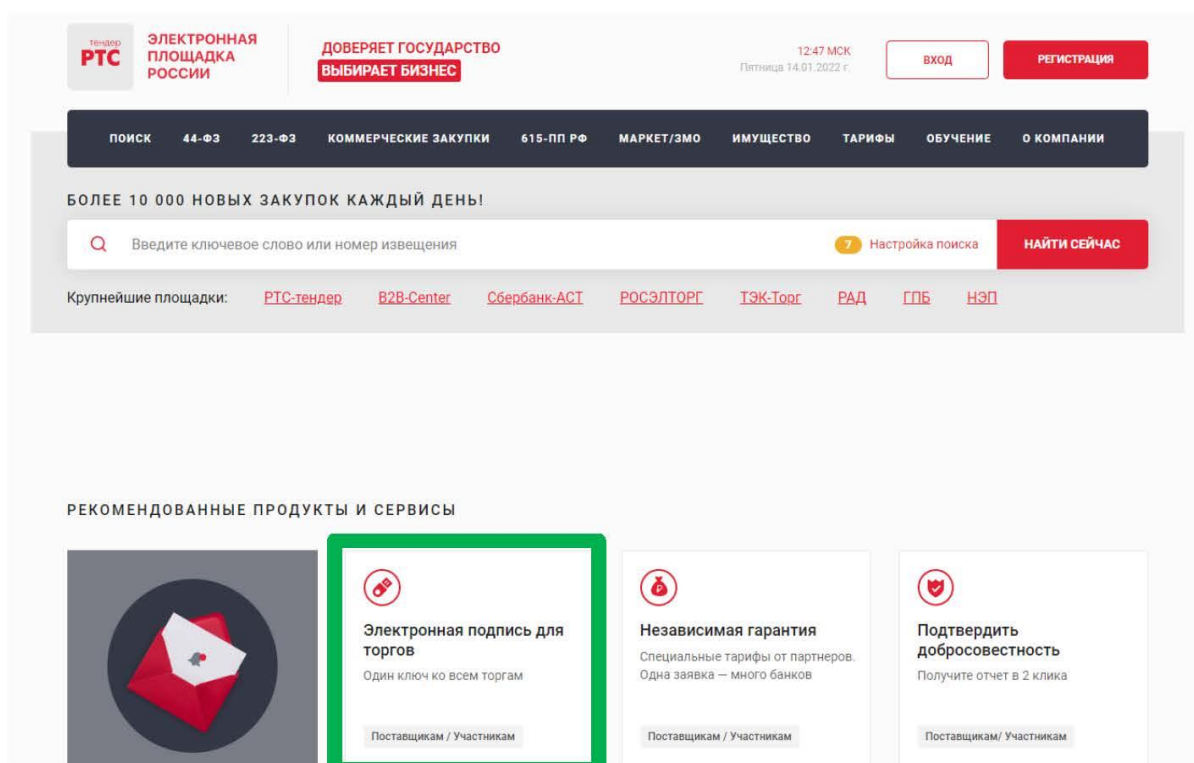 тендер
РТС
ЭЛЕКТРОННАЯ
ПЛОЩАДКА
РОССИИ
ДОВЕРЯЕТ ГОСУДАРСТВО
ВЫБИРАЕТ БИЗНЕС
12:47 МСК
Пятница 14.01.2022 г.
ВХОД
РЕГИСТРАЦИЯ
ПОИСК 44-ФЗ 223-ФЗ КОММЕРЧЕСКИЕ ЗАКУПКИ 615-ПП РФ МАРКЕТ/ЗМО ИМУЩЕСТВО ТАРИФЫ ОБУЧЕНИЕ О КОМПАНИИ
БОЛЕЕ 10 000 НОВЫХ ЗАКУПОК КАЖДЫЙ ДЕНЬ!
Введите ключевое слово или номер извещения 7 Настройка поиска НАЙТИ СЕЙЧАС
Крупнейшие площадки: РТС-тендер B2B-Center Сбербанк-АСТ РОСЭЛТОРГ ТЭК-Торг РАД ГПБ НЭП
РЕКОМЕНДОВАННЫЕ ПРОДУКТЫ И СЕРВИСЫ
Электронная подпись для
торгов
Один ключ ко всем торгам
Поставщикам / Участникам
Независимая гарантия
Специальные тарифы от партнеров.
Одна заявка — много банков
Поставщикам / Участникам
Подтвердить
добросовестность
Получите отчет в 2 клика
Поставщикам/ Участникам